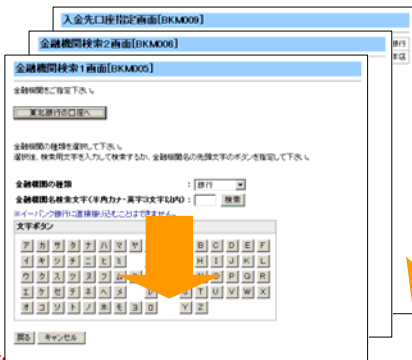 入金先口座指定画面[BKM009]
金融機関検索2画面[BKM006]
銀行
本店
金融機関検索1画面[BKM005]
金融機関をご指定下さい。
東北銀行の口座へ
金融機関の種類を選択して下さい。
選択後、検索用文字を入力して検索するか、金融機関名の先頭文字のボタンを指定して下さい。
金融機関の種類 : 銀行
金融機関名検索文字(半角カナ・英字3文字以内) : 検索
※イーバンク銀行に直接振り込むことはできません。
文字ボタン
ア カ サ タ ナ ハ マ ヤ B C D E F
イ キ シ チ ニ ヒ ミ H I J K L
ウ ク ス ツ ヌ フ ム O P Q R
エ ケ セ テ ネ ヘ メ T U V W X
オ コ ソ ト ノ ホ モ ヨ ロ Y Z
戻る キャンセル